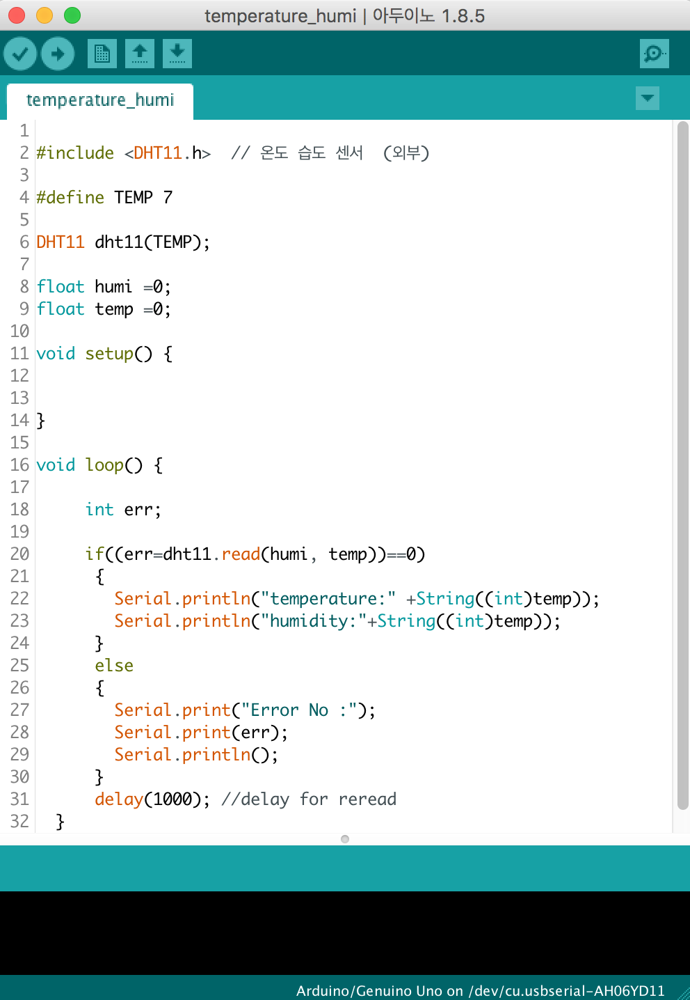 temperature_humi | 아두이노 1.8.5
temperature_humi
1
2 #include <DHT11.h>  // 온도 습도 센서  (외부)
3
4 #define TEMP 7
5
6 DHT11 dht11(TEMP);
7
8 float humi =0;
9 float temp =0;
10
11 void setup() {
12
13
14 }
15
16 void loop() {
17
18      int err;
19
20      if((err=dht11.read(humi, temp))==0)
21       {
22         Serial.println("temperature:" +String((int)temp));
23         Serial.println("humidity:"+String((int)temp));
24       }
25       else
26       {
27         Serial.print("Error No :");
28         Serial.print(err);
29         Serial.println();
30       }
31       delay(1000); //delay for reread
32   }
Arduino/Genuino Uno on /dev/cu.usbserial-AH06YD11